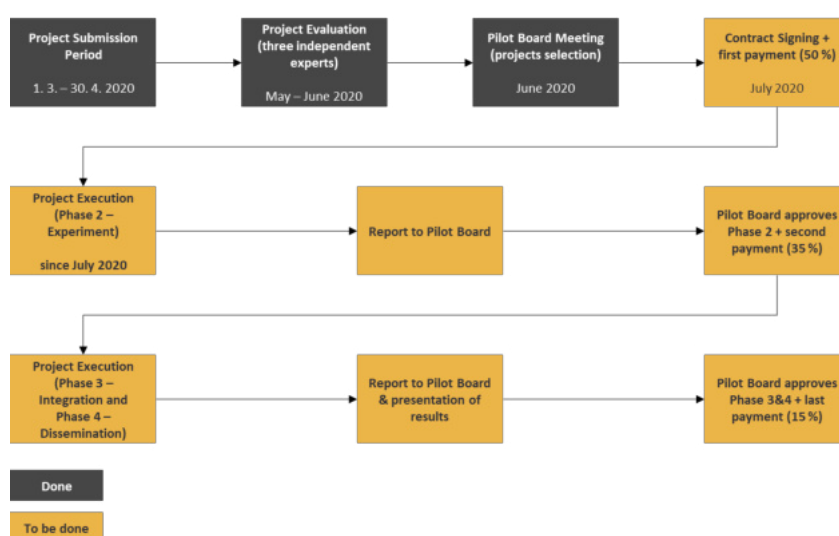 Project Submission
Period
1. 3. – 30. 4. 2020
Project Evaluation
(three independent
experts)
May – June 2020
Pilot Board Meeting
(projects selection)
June 2020
Contract Signing +
first payment (50 %)
July 2020
Project Execution
(Phase 2 –
Experiment)
since July 2020
Report to Pilot Board
Pilot Board approves
Phase 2 + second
payment (35 %)
Project Execution
(Phase 3 –
Integration and
Phase 4 –
Dissemination)
Report to Pilot Board
& presentation of
results
Pilot Board approves
Phase 3&4 + last
payment (15 %)
Done
To be done